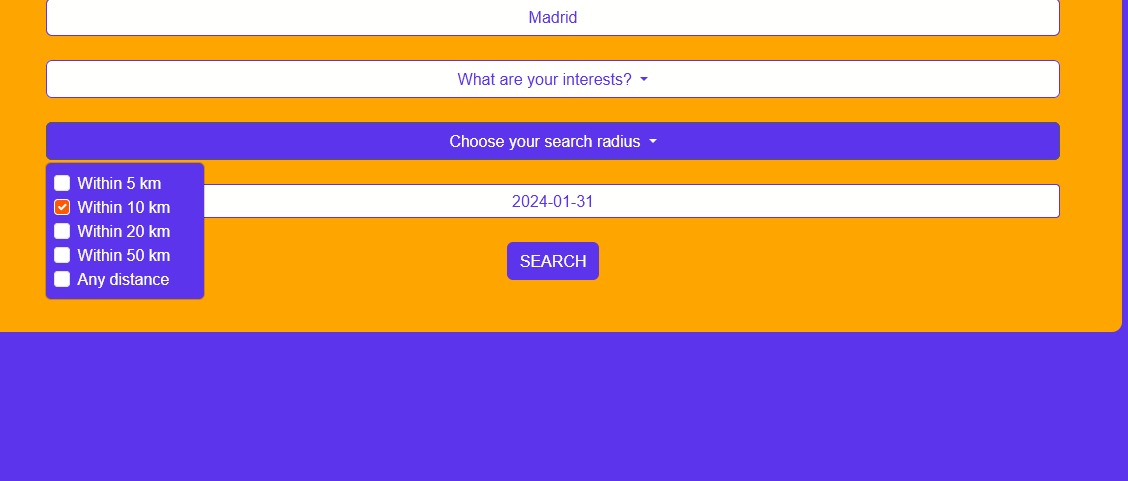 Madrid
What are your interests?
Choose your search radius
Within 5 km
Within 10 km
Within 20 km
Within 50 km
Any distance
2024-01-31
SEARCH